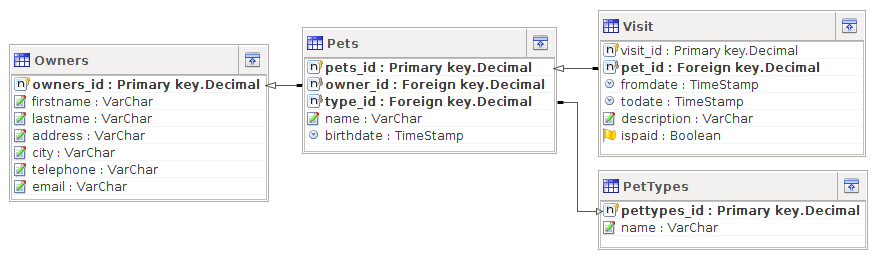 Owners
owners_id : Primary key.Decimal
firstname : VarChar
lastname : VarChar
address : VarChar
city : VarChar
telephone : VarChar
email : VarChar
Pets
pets_id : Primary key.Decimal
owner_id : Foreign key.Decimal
type_id : Foreign key.Decimal
name : VarChar
birthdate : TimeStamp
Visit
visit_id : Primary key.Decimal
pet_id : Foreign key.Decimal
fromdate : TimeStamp
todate : TimeStamp
description : VarChar
ispaid : Boolean
PetTypes
pettypes_id : Primary key.Decimal
name : VarChar